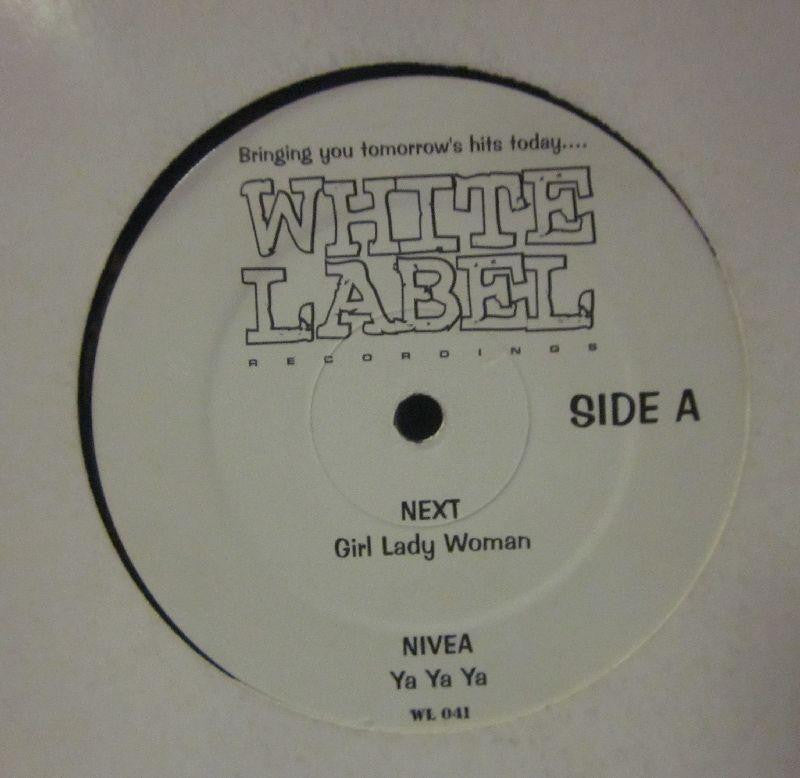 Bringing you tomorrow's hits today....
WHITE
LABEL
RECORDINGS
SIDE A
NEXT
Girl Lady Woman
NIVEA
Ya Ya Ya
WL 041